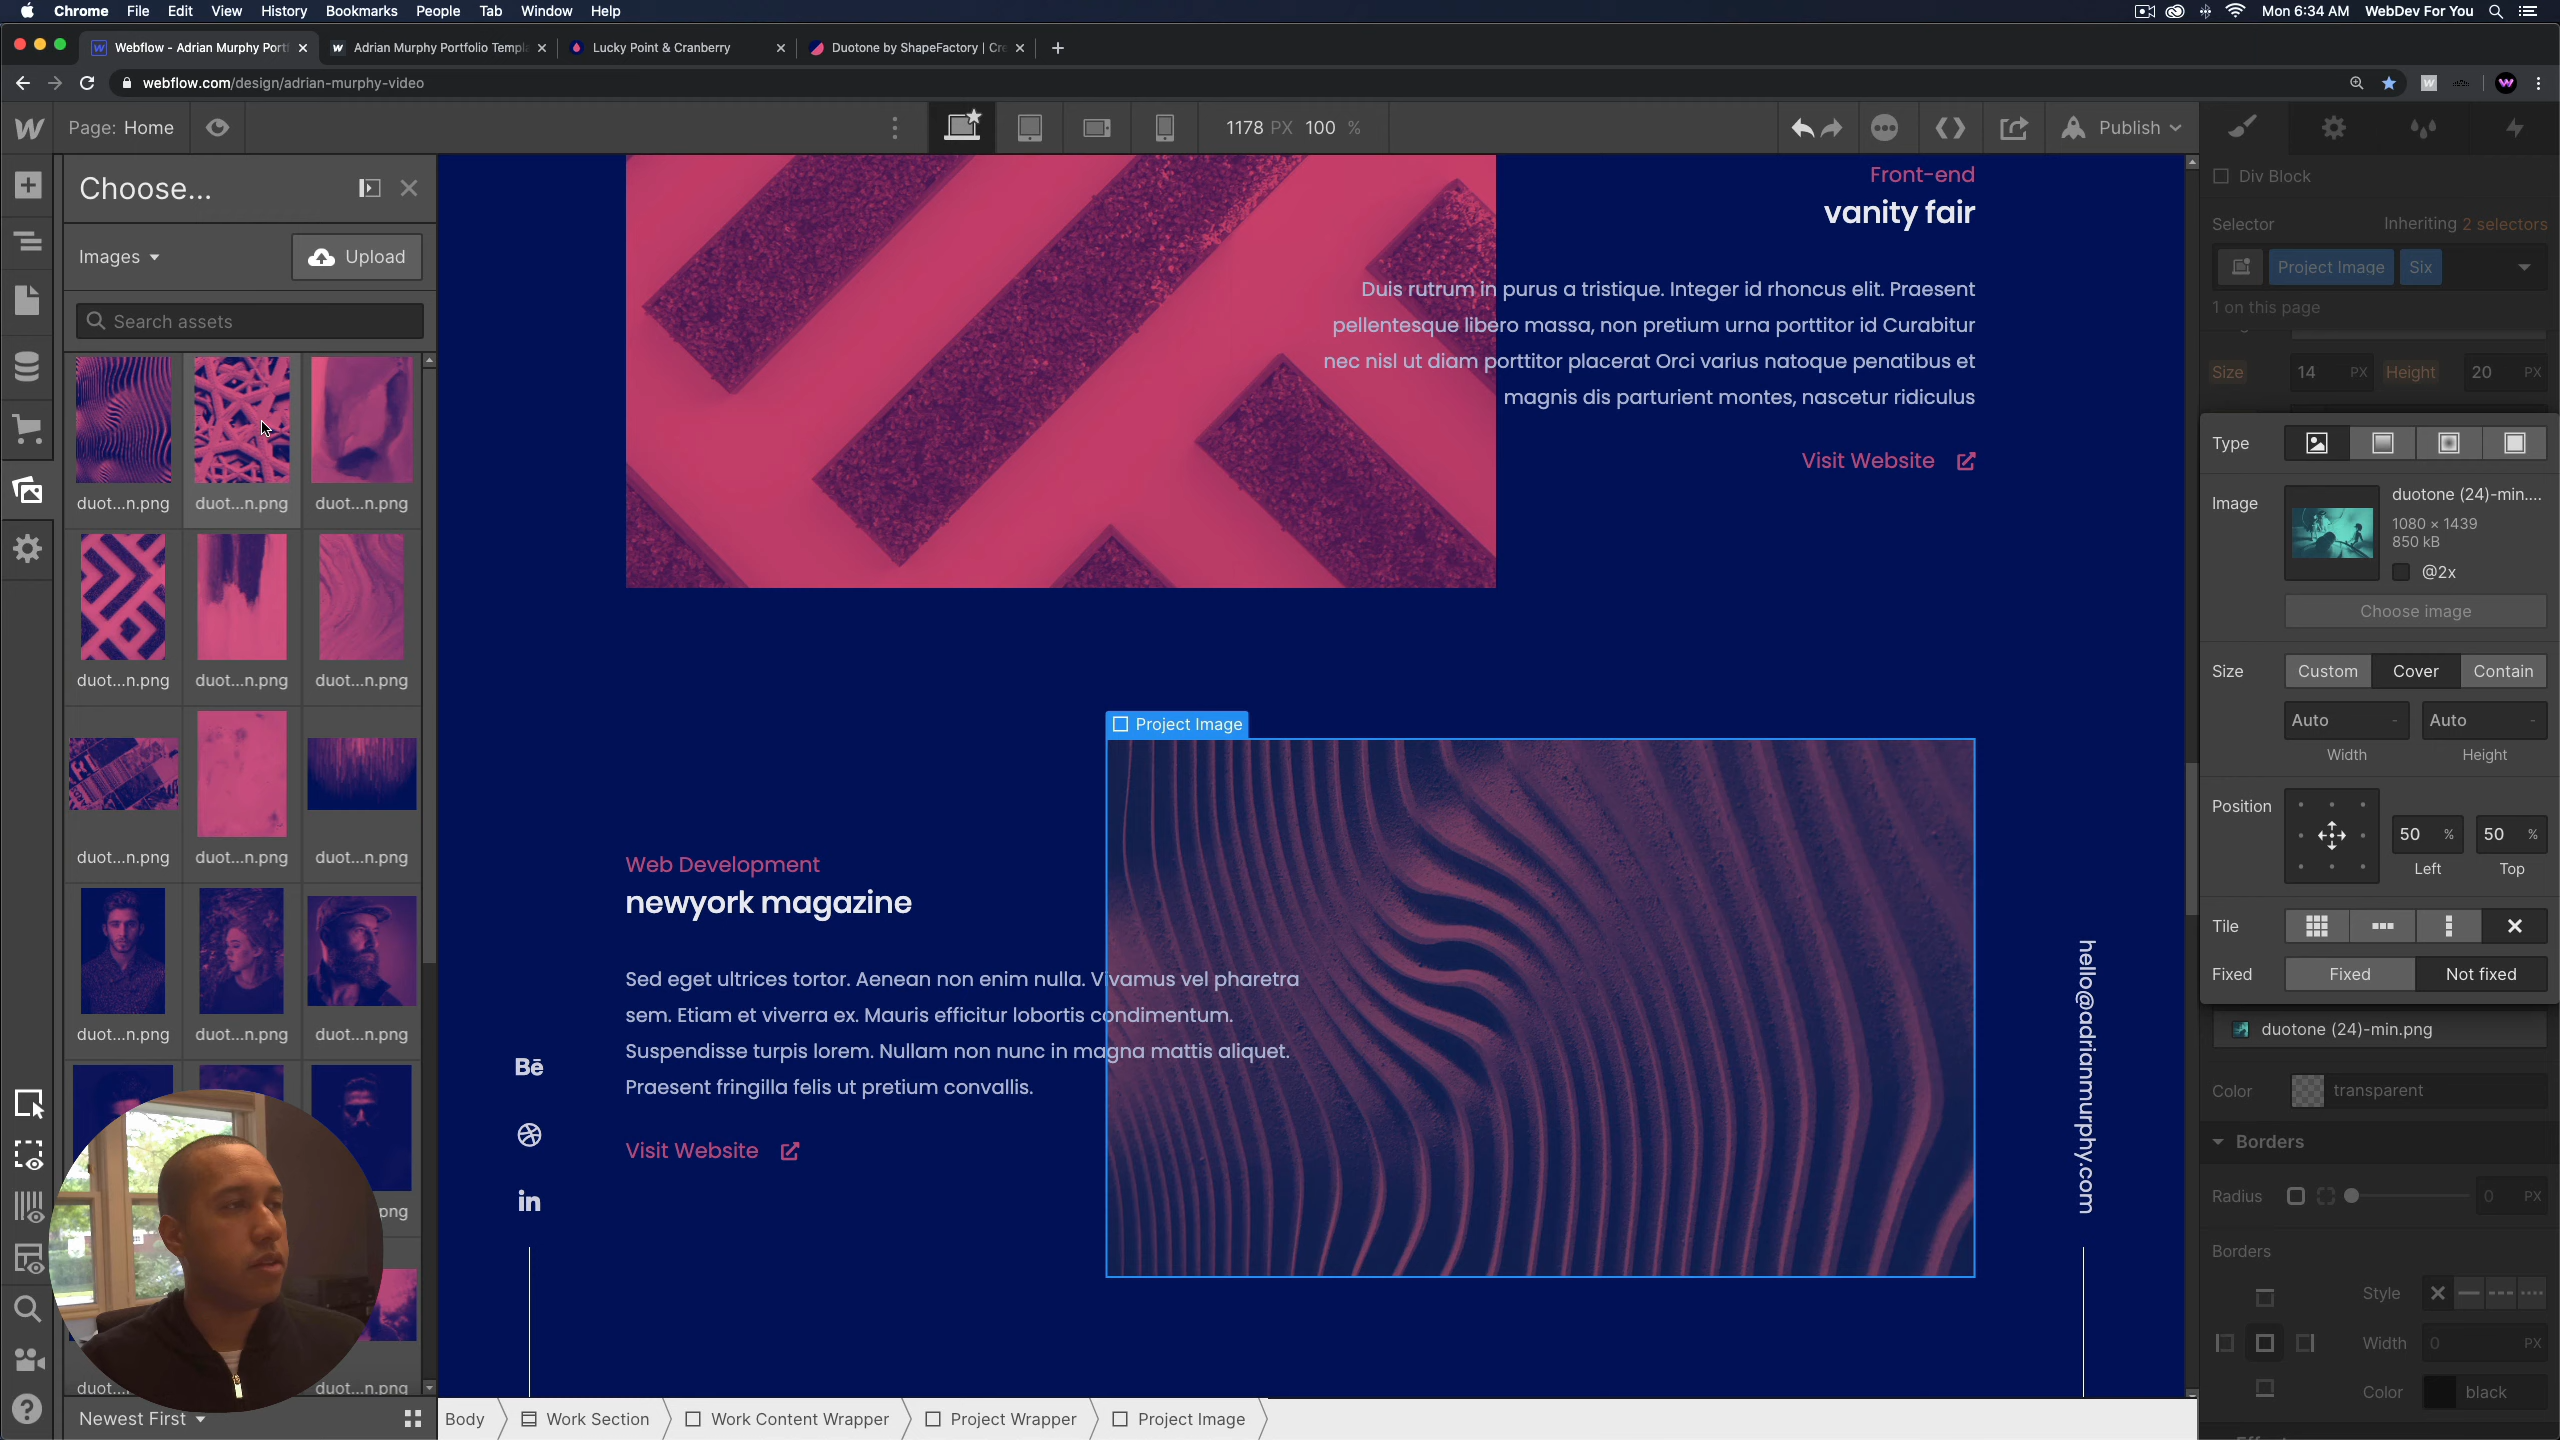 Chrome File Edit View History Bookmarks People Tab Window Help
Mon 6:34 AM WebDev For You
Webflow - Adrian Murphy Portf
Adrian Murphy Portfolio Templ
Lucky Point & Cranberry
Duotone by ShapeFactory | Cre
webflow.com/design/adrian-murphy-video
Page: Home
1178 PX 100 %
Publish
Choose...
Images
Upload
Search assets
duot...n.png duot...n.png duot...n.png
duot...n.png duot...n.png duot...n.png
duot...n.png duot...n.png duot...n.png
duot...n.png duot...n.png duot...n.png
png
duot... duot...n.png
Newest First
Front-end
vanity fair
Duis rutrum in purus a tristique. Integer id rhoncus elit. Praesent
pellentesque libero massa, non pretium urna porttitor id Curabitur
nec nisl ut diam porttitor placerat Orci varius natoque penatibus et
magnis dis parturient montes, nascetur ridiculus
Visit Website
Project Image
Web Development
newyork magazine
Sed eget ultrices tortor. Aenean non enim nulla. Vivamus vel pharetra
sem. Etiam et viverra ex. Mauris efficitur lobortis condimentum.
Suspendisse turpis lorem. Nullam non nunc in magna mattis aliquet.
Praesent fringilla felis ut pretium convallis.
Visit Website
Bē
in
hello@adrianmurphy.com
Body Work Section Work Content Wrapper Project Wrapper Project Image
Div Block
Selector Inheriting 2 selectors
Project Image Six
1 on this page
Size 14 PX Height 20 PX
Type
Image duotone (24)-min....
1080 × 1439
850 kB
@2x
Choose image
Size Custom Cover Contain
Auto - Auto -
Width Height
Position 50 % 50 %
Left Top
Tile
Fixed Fixed Not fixed
duotone (24)-min.png
Color transparent
Borders
Radius 0 PX
Borders
Style
Width 0 PX
Color black